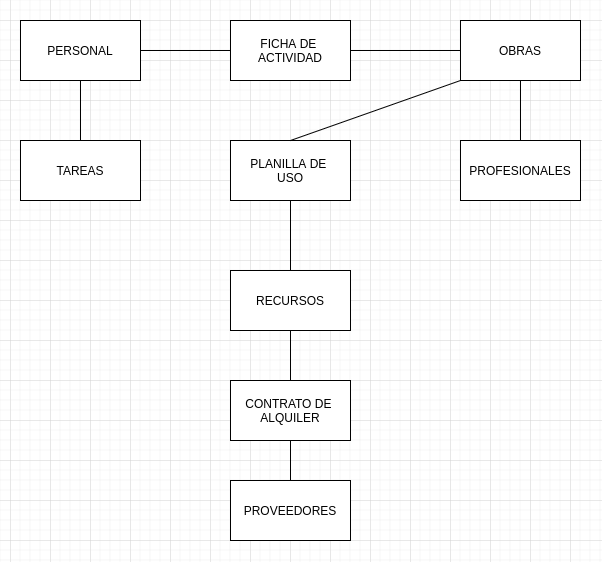 PERSONAL
FICHA DE
ACTIVIDAD
OBRAS
TAREAS
PLANILLA DE
USO
PROFESIONALES
RECURSOS
CONTRATO DE
ALQUILER
PROVEEDORES